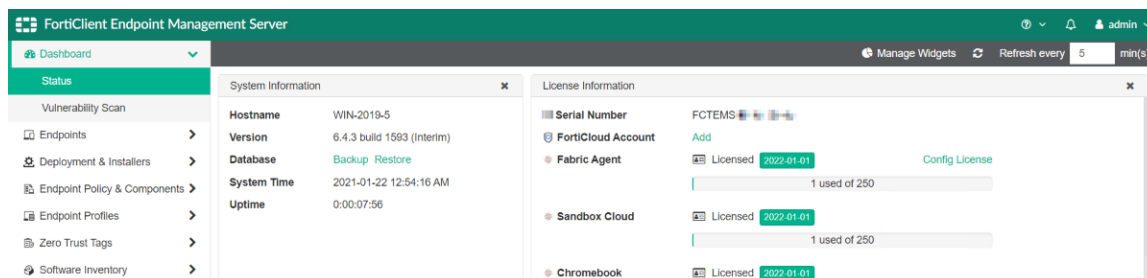 FortiClient Endpoint Management Server
admin
Dashboard
Manage Widgets Refresh every 5 min(s)
Status
System Information
License Information
Vulnerability Scan
Hostname WIN-2019-5
Serial Number FCTEMS
Endpoints
Version 6.4.3 build 1593 (Interim)
FortiCloud Account Add
Deployment & Installers
Database Backup Restore
Fabric Agent Licensed 2022-01-01 Config License
System Time 2021-01-22 12:54:16 AM
1 used of 250
Endpoint Policy & Components
Uptime 0:00:07:56
Endpoint Profiles
Sandbox Cloud Licensed 2022-01-01
Zero Trust Tags
1 used of 250
Software Inventory
Chromebook Licensed 2022-01-01